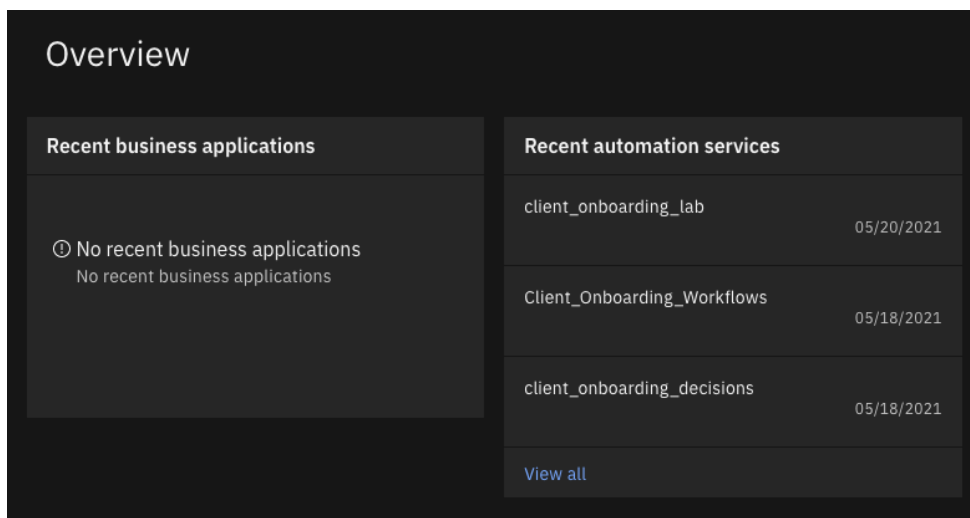 Overview
Recent business applications
No recent business applications
No recent business applications
Recent automation services
client_onboarding_lab
05/20/2021
Client_Onboarding_Workflows
05/18/2021
client_onboarding_decisions
05/18/2021
View all